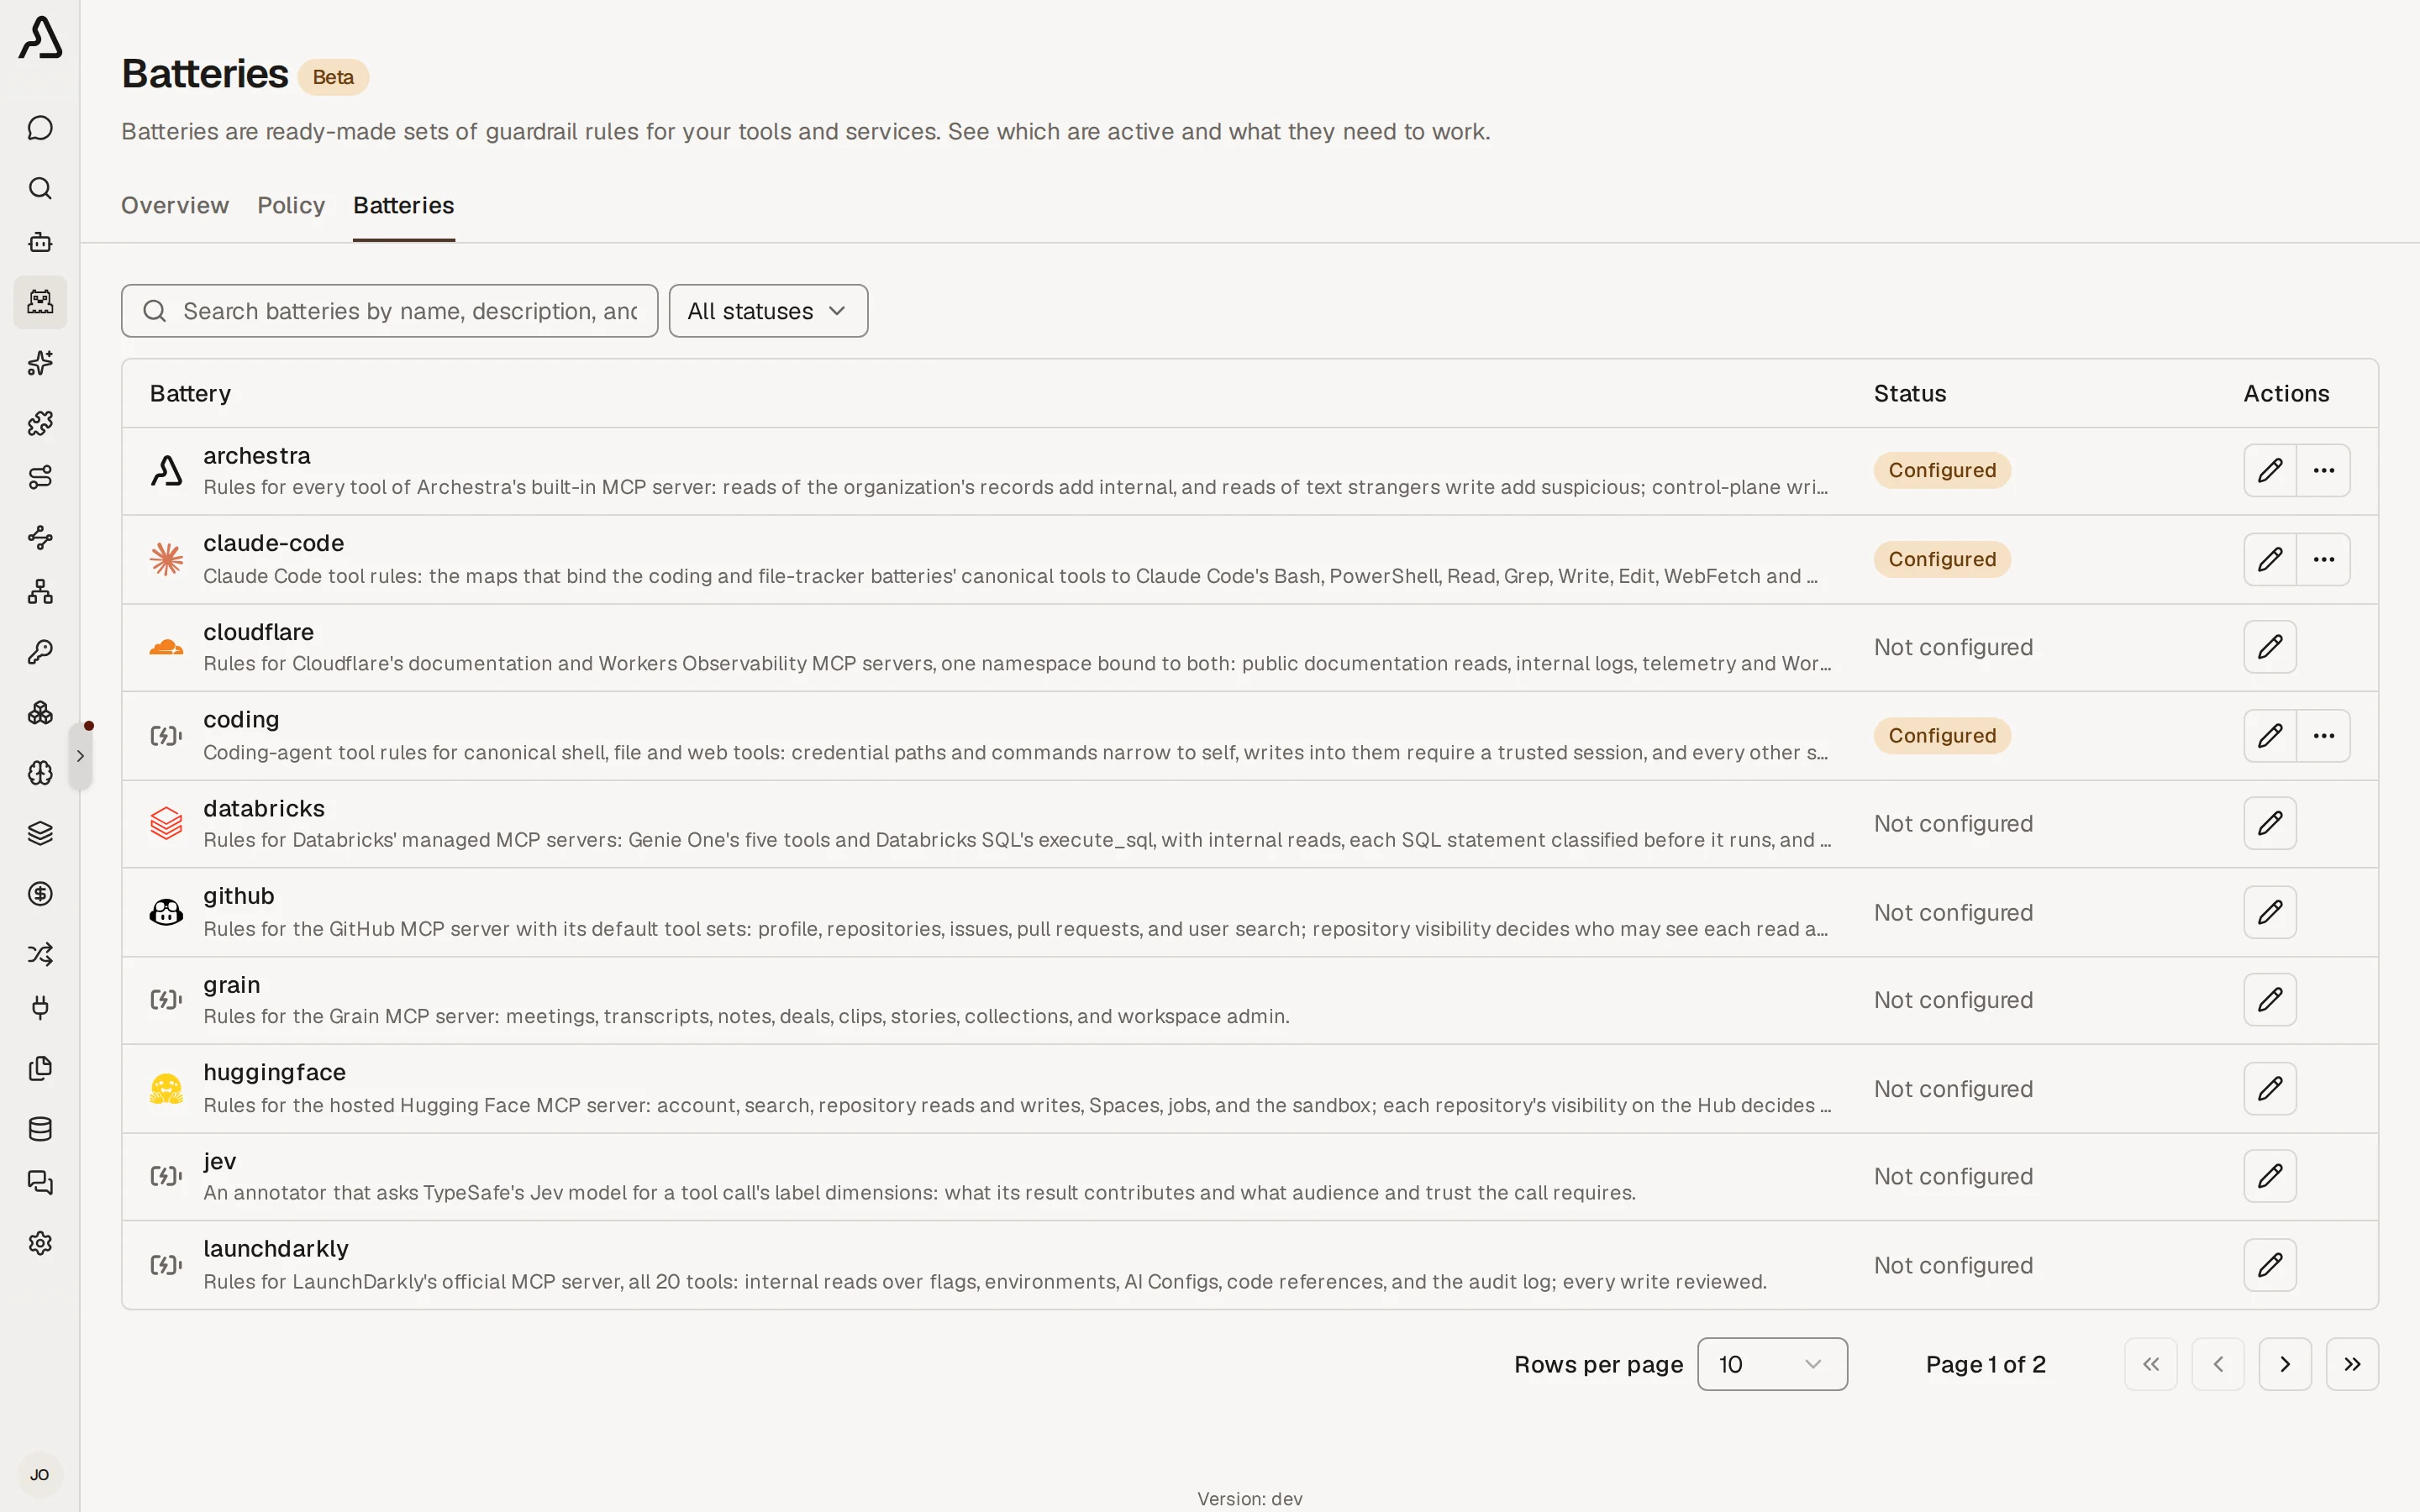 Batteries Beta
Batteries are ready-made sets of guardrail rules for your tools and services. See which are active and what they need to work.
Overview Policy Batteries
Search batteries by name, description, and
All statuses
Battery Status Actions
archestra
Rules for every tool of Archestra's built-in MCP server: reads of the organization's records add internal, and reads of text strangers write add suspicious; control-plane wri...
Configured
claude-code
Claude Code tool rules: the maps that bind the coding and file-tracker batteries' canonical tools to Claude Code's Bash, PowerShell, Read, Grep, Write, Edit, WebFetch and ...
Configured
cloudflare
Rules for Cloudflare's documentation and Workers Observability MCP servers, one namespace bound to both: public documentation reads, internal logs, telemetry and Wor...
Not configured
coding
Coding-agent tool rules for canonical shell, file and web tools: credential paths and commands narrow to self, writes into them require a trusted session, and every other s...
Configured
databricks
Rules for Databricks' managed MCP servers: Genie One's five tools and Databricks SQL's execute_sql, with internal reads, each SQL statement classified before it runs, and ...
Not configured
github
Rules for the GitHub MCP server with its default tool sets: profile, repositories, issues, pull requests, and user search; repository visibility decides who may see each read a...
Not configured
grain
Rules for the Grain MCP server: meetings, transcripts, notes, deals, clips, stories, collections, and workspace admin.
Not configured
huggingface
Rules for the hosted Hugging Face MCP server: account, search, repository reads and writes, Spaces, jobs, and the sandbox; each repository's visibility on the Hub decides ...
Not configured
jev
An annotator that asks TypeSafe's Jev model for a tool call's label dimensions: what its result contributes and what audience and trust the call requires.
Not configured
launchdarkly
Rules for LaunchDarkly's official MCP server, all 20 tools: internal reads over flags, environments, AI Configs, code references, and the audit log; every write reviewed.
Not configured
Rows per page 10 Page 1 of 2
JO
Version: dev